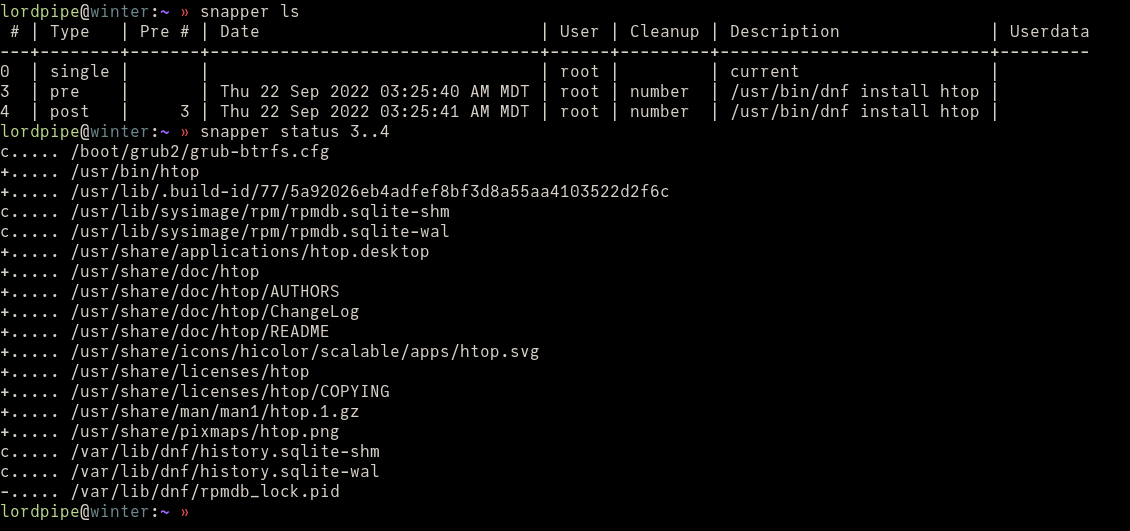 lordpipe@winter:~ » snapper ls
 # | Type   | Pre # | Date                            | User | Cleanup | Description                | Userdata
---+--------+-------+---------------------------------+------+---------+----------------------------+---------
0  | single |       |                                 | root |         | current                    |
3  | pre    |       | Thu 22 Sep 2022 03:25:40 AM MDT | root | number  | /usr/bin/dnf install htop |
4  | post   |     3 | Thu 22 Sep 2022 03:25:41 AM MDT | root | number  | /usr/bin/dnf install htop |
lordpipe@winter:~ » snapper status 3..4
c..... /boot/grub2/grub-btrfs.cfg
+..... /usr/bin/htop
+..... /usr/lib/.build-id/77/5a92026eb4adfef8bf3d8a55aa4103522d2f6c
c..... /usr/lib/sysimage/rpm/rpmdb.sqlite-shm
c..... /usr/lib/sysimage/rpm/rpmdb.sqlite-wal
+..... /usr/share/applications/htop.desktop
+..... /usr/share/doc/htop
+..... /usr/share/doc/htop/AUTHORS
+..... /usr/share/doc/htop/ChangeLog
+..... /usr/share/doc/htop/README
+..... /usr/share/icons/hicolor/scalable/apps/htop.svg
+..... /usr/share/licenses/htop
+..... /usr/share/licenses/htop/COPYING
+..... /usr/share/man/man1/htop.1.gz
+..... /usr/share/pixmaps/htop.png
c..... /var/lib/dnf/history.sqlite-shm
c..... /var/lib/dnf/history.sqlite-wal
-..... /var/lib/dnf/rpmdb_lock.pid
lordpipe@winter:~ »